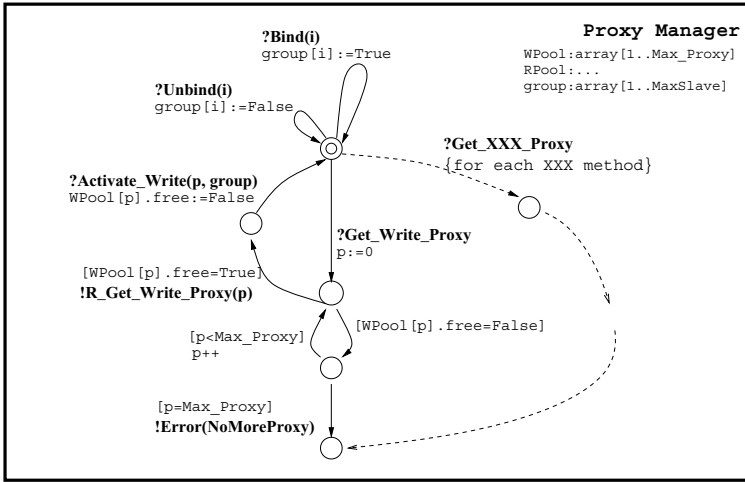 Proxy Manager
WPool:array[1..Max_Proxy]
RPool:...
group:array[1..MaxSlave]
?Bind(i)
group[i]:=True
?Unbind(i)
group[i]:=False
?Get_XXX_Proxy
{for each XXX method}
?Activate_Write(p, group)
WPool[p].free:=False
?Get_Write_Proxy
p:=0
[WPool[p].free=True]
!R_Get_Write_Proxy(p)
[p<Max_Proxy]
p++
[WPool[p].free=False]
[p=Max_Proxy]
!Error(NoMoreProxy)